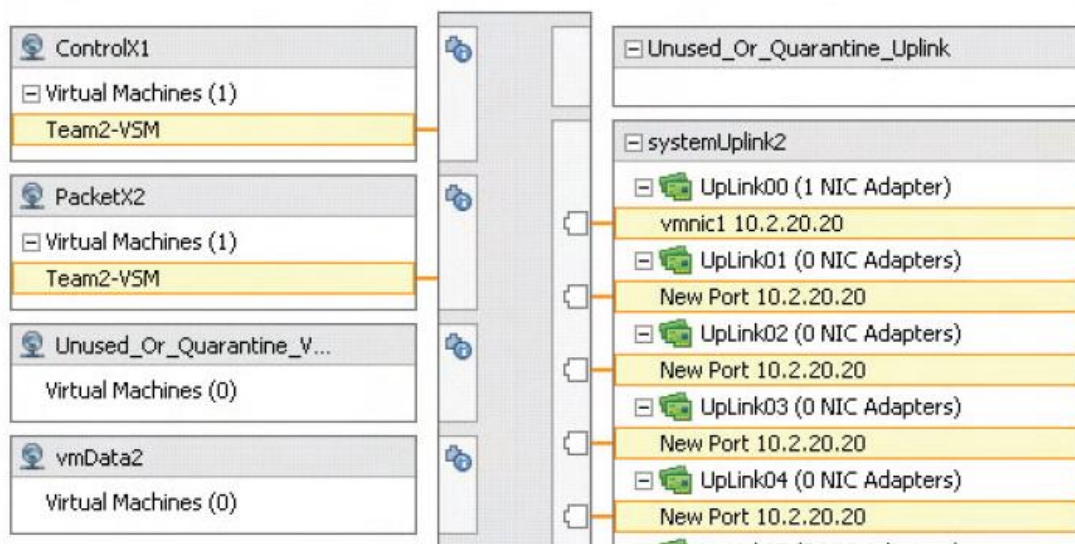 ControlX1
Virtual Machines (1)
Team2-VSM
PacketX2
Virtual Machines (1)
Team2-VSM
Unused_Or_Quarantine_V...
Virtual Machines (0)
vmData2
Virtual Machines (0)
Unused_Or_Quarantine_Uplink
systemUplink2
UpLink00 (1 NIC Adapter)
vmnic1 10.2.20.20
UpLink01 (0 NIC Adapters)
New Port 10.2.20.20
UpLink02 (0 NIC Adapters)
New Port 10.2.20.20
UpLink03 (0 NIC Adapters)
New Port 10.2.20.20
UpLink04 (0 NIC Adapters)
New Port 10.2.20.20